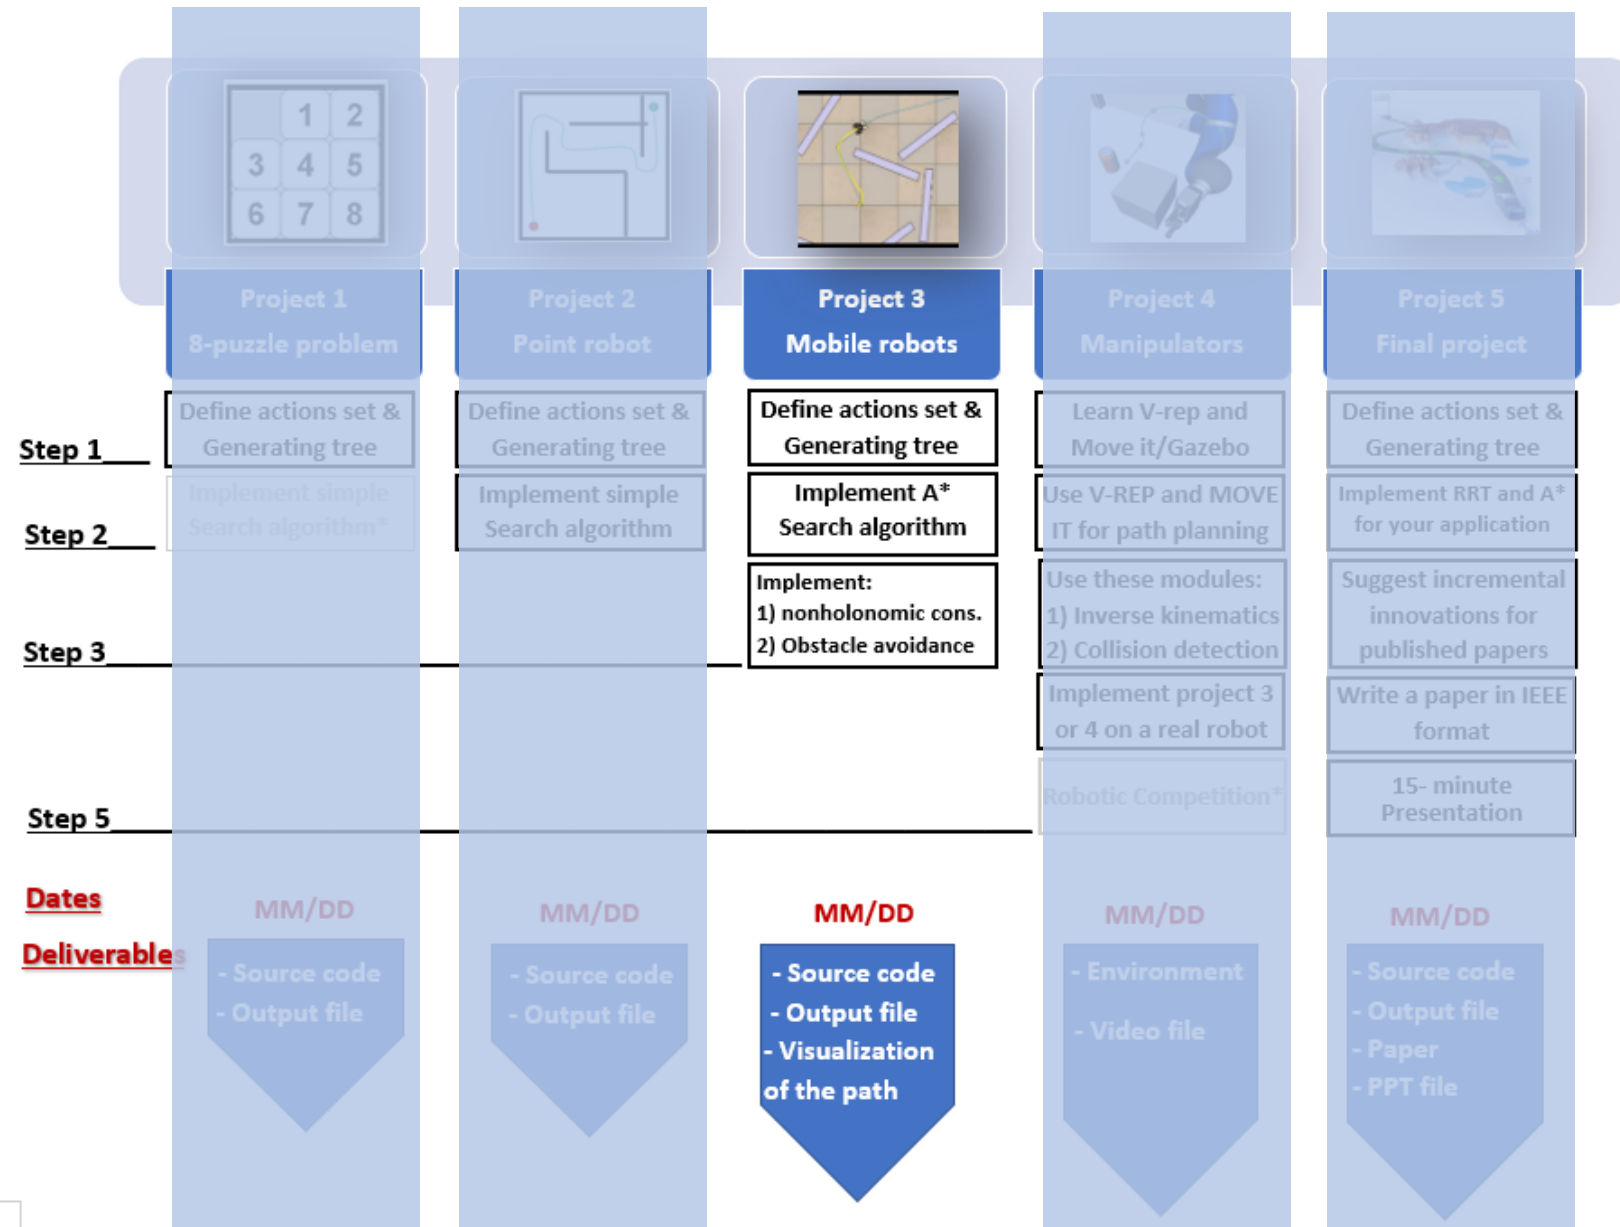 1 2
3 4 5
6 7 8
Project 1
8-puzzle problem
Project 2
Point robot
Project 3
Mobile robots
Project 4
Manipulators
Project 5
Final project
Step 1
Define actions set &
Generating tree
Define actions set &
Generating tree
Define actions set &
Generating tree
Learn V-rep and
Move it/Gazebo
Define actions set &
Generating tree
Step 2
Implement simple
Search algorithm*
Implement simple
Search algorithm
Implement A*
Search algorithm
Use V-REP and MOVE
IT for path planning
Implement RRT and A*
for your application
Step 3
Implement:
1) nonholonomic cons.
2) Obstacle avoidance
Use these modules:
1) Inverse kinematics
2) Collision detection
Suggest incremental
innovations for
published papers
Implement project 3
or 4 on a real robot
Write a paper in IEEE
format
Step 5
Robotic Competition*
15- minute
Presentation
Dates
MM/DD
MM/DD
MM/DD
MM/DD
MM/DD
Deliverables
- Source code
- Output file
- Source code
- Output file
- Source code
- Output file
- Visualization
of the path
- Environment
- Video file
- Source code
- Output file
- Paper
- PPT file